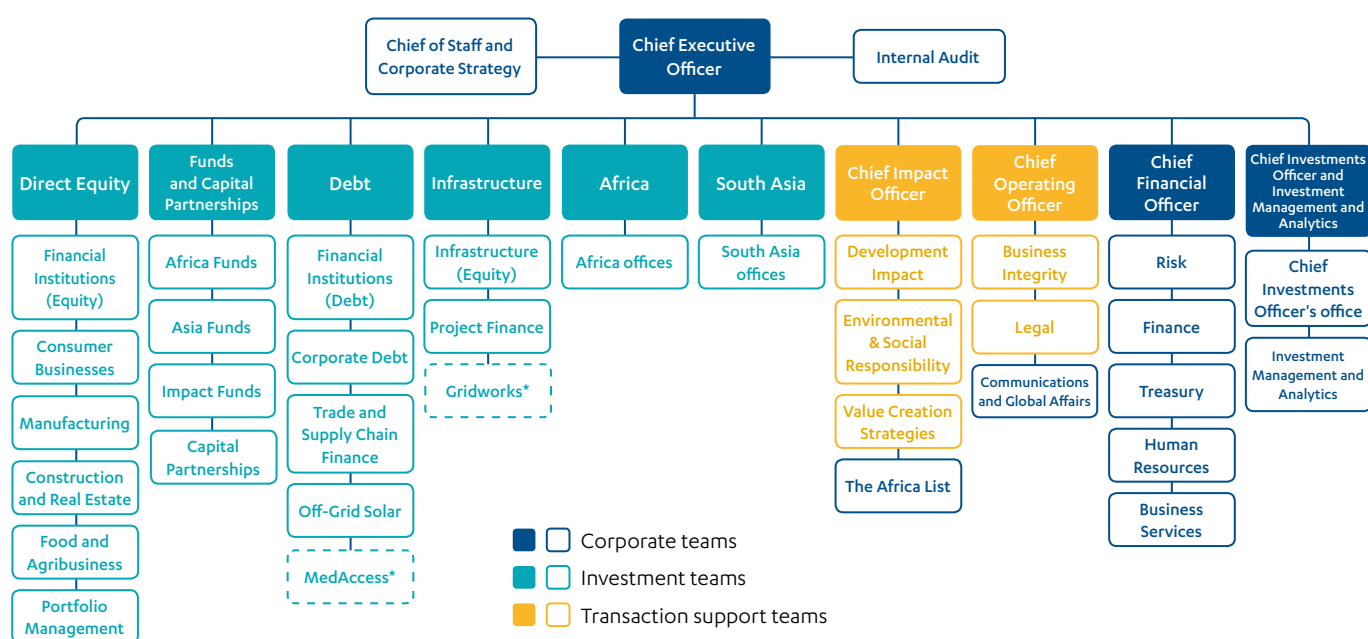 Chief of Staff and
Corporate Strategy
Chief Executive
Officer
Internal Audit
Direct Equity
Funds
and Capital
Partnerships
Debt
Infrastructure
Africa
South Asia
Chief Impact
Officer
Chief
Operating
Officer
Chief
Financial
Officer
Chief Investments
Officer and
Investment
Management and
Analytics
Financial
Institutions
(Equity)
Consumer
Businesses
Manufacturing
Construction
and Real Estate
Food and
Agribusiness
Portfolio
Management
Africa Funds
Asia Funds
Impact Funds
Capital
Partnerships
Financial
Institutions
(Debt)
Corporate Debt
Trade and
Supply Chain
Finance
Off-Grid Solar
MedAccess*
Infrastructure
(Equity)
Project Finance
Gridworks*
Africa offices
South Asia
offices
Development
Impact
Environmental
& Social
Responsibility
Value Creation
Strategies
The Africa List
Business
Integrity
Legal
Communications
and Global Affairs
Risk
Finance
Treasury
Human
Resources
Business
Services
Chief
Investments
Officer's office
Investment
Management and
Analytics
Corporate teams
Investment teams
Transaction support teams